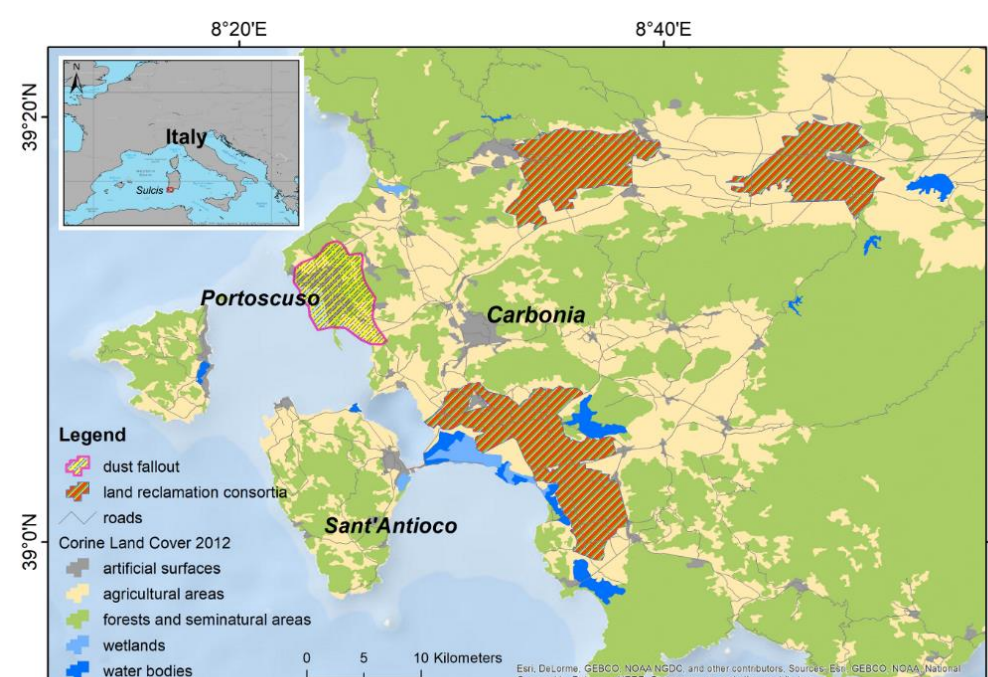 8°20'E
8°40'E
39°20'N
N
Italy
Sulcis
Portoscuso
Carbonia
Sant'Antioco
39°0'N
Legend
dust fallout
land reclamation consortia
roads
Corine Land Cover 2012
artificial surfaces
agricultural areas
forests and seminatural areas
wetlands
water bodies
0 5 10 Kilometers
Esri, DeLorme, GEBCO, NOAA NGDC, and other contributors, Sources: Esri, GEBCO, NOAA, National